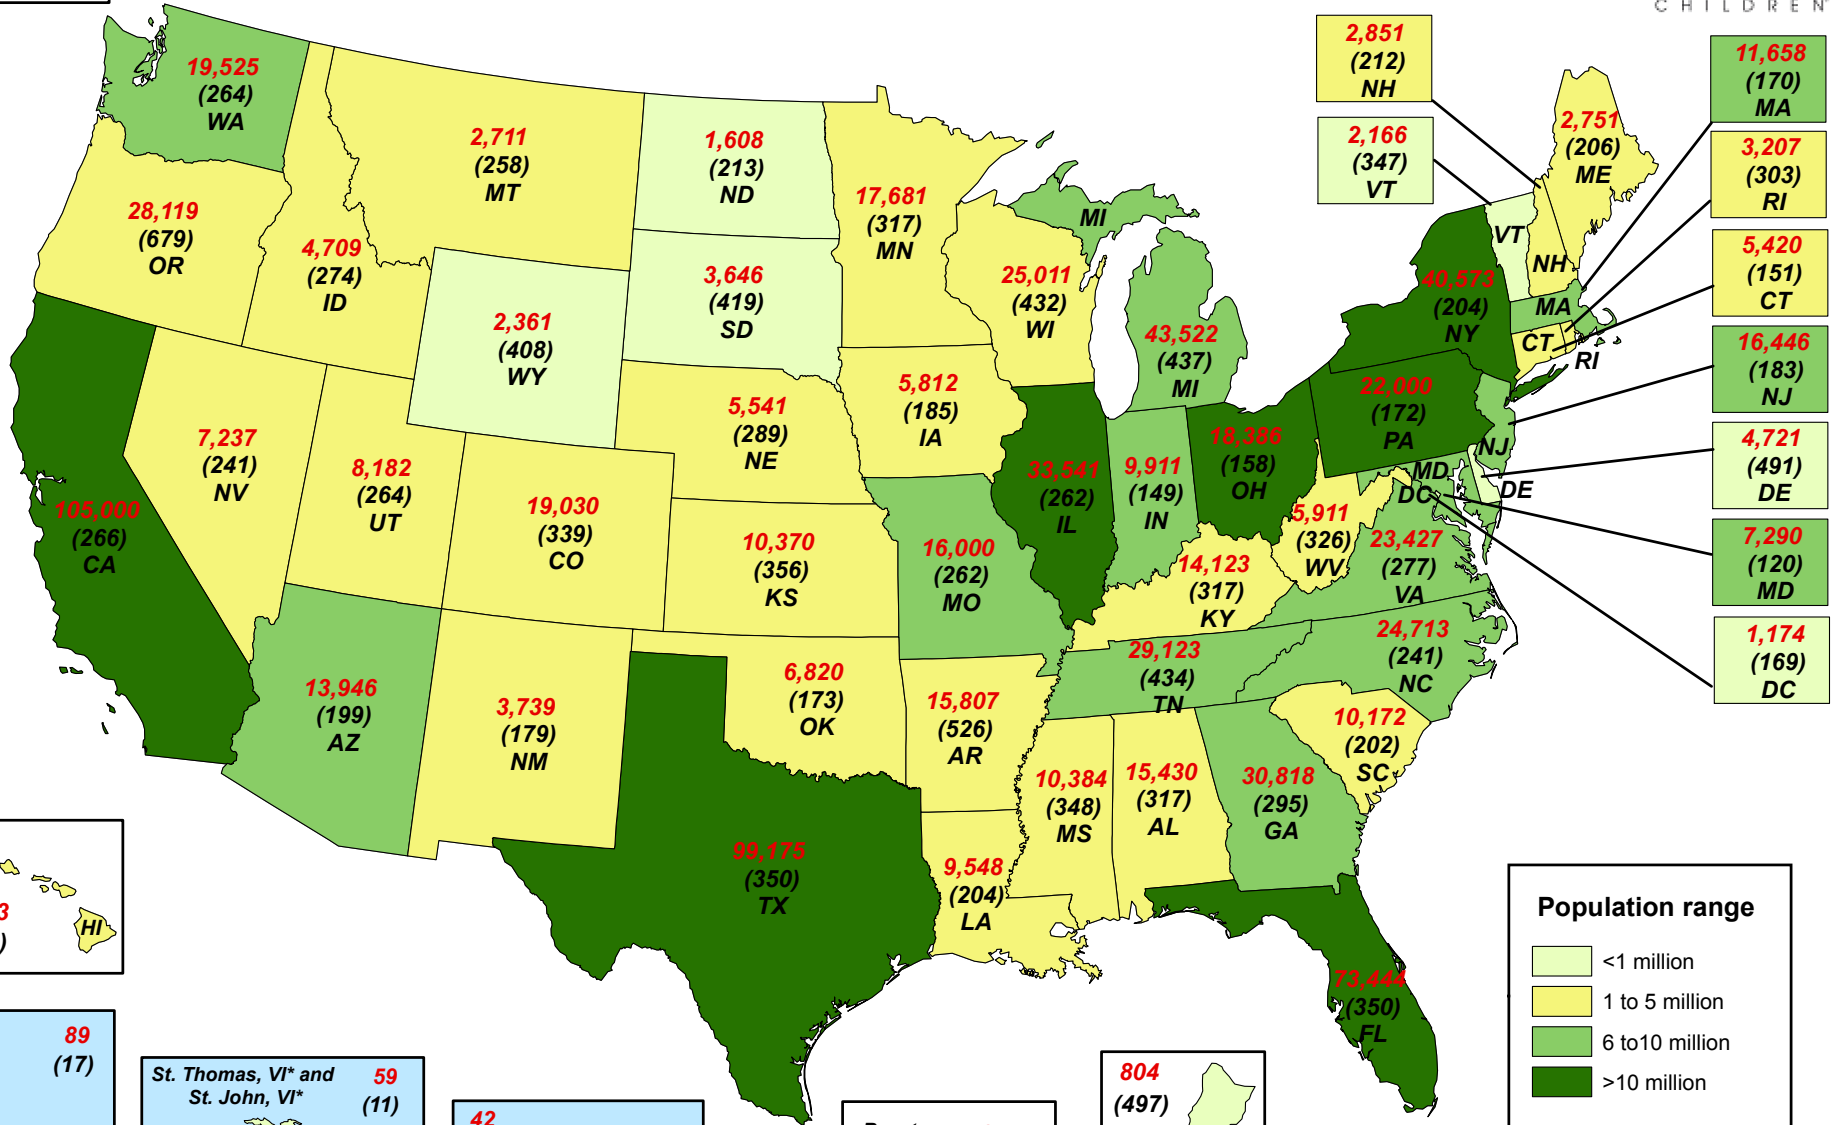 CHILDREN
19,525
(264)
WA
28,119
(679)
OR
4,709
(274)
ID
2,711
(258)
MT
1,608
(213)
ND
3,646
(419)
SD
2,361
(408)
WY
17,681
(317)
MN
25,011
(432)
WI
MI
43,522
(437)
MI
7,237
(241)
NV
8,182
(264)
UT
19,030
(339)
CO
5,541
(289)
NE
5,812
(185)
IA
10,370
(356)
KS
16,000
(262)
MO
33,541
(262)
IL
9,911
(149)
IN
18,386
(158)
OH
105,000
(266)
CA
13,946
(199)
AZ
3,739
(179)
NM
6,820
(173)
OK
15,807
(526)
AR
99,175
(350)
TX
9,548
(204)
LA
10,384
(348)
MS
15,430
(317)
AL
30,818
(295)
GA
73,444
(350)
FL
10,172
(202)
SC
24,713
(241)
NC
29,123
(434)
TN
14,123
(317)
KY
5,911
(326)
WV
23,427
(277)
VA
22,000
(172)
PA
40,573
(204)
NY
2,751
(206)
ME
VT
NH
MA
CT
RI
NJ
MD
DC
DE
2,851
(212)
NH
2,166
(347)
VT
11,658
(170)
MA
3,207
(303)
RI
5,420
(151)
CT
16,446
(183)
NJ
4,721
(491)
DE
7,290
(120)
MD
1,174
(169)
DC
3
)
HI
89
(17)
St. Thomas, VI* and
St. John, VI*
59
(11)
42
804
(497)
Population range
<1 million
1 to 5 million
6 to10 million
>10 million